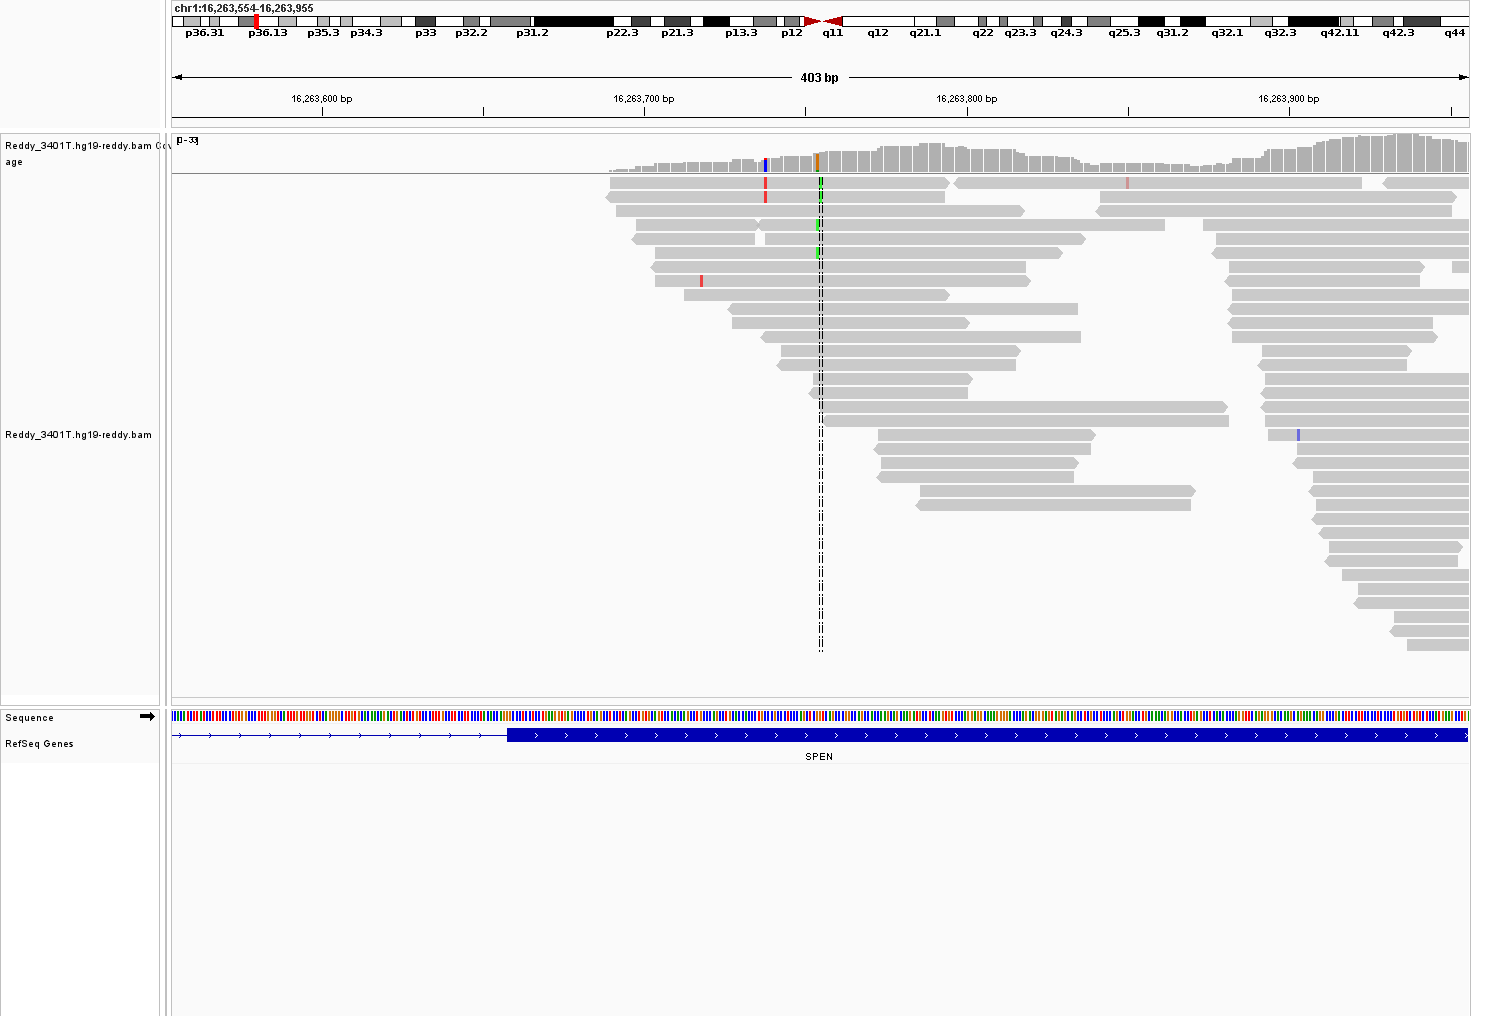 chr1:16,263,554-16,263,955
p36.31 p36.13 p35.3 p34.3 p33 p32.2 p31.2 p22.3 p21.3 p13.3 p12 q11 q12 q21.1 q22 q23.3 q24.3 q25.3 q31.2 q32.1 q32.3 q42.11 q42.3 q44
403 bp
16,263,600 bp 16,263,700 bp 16,263,800 bp 16,263,900 bp
[0 - 33]
Reddy_3401T.hg19-reddy.bam Cov
age
Reddy_3401T.hg19-reddy.bam
Sequence
RefSeq Genes
SPEN